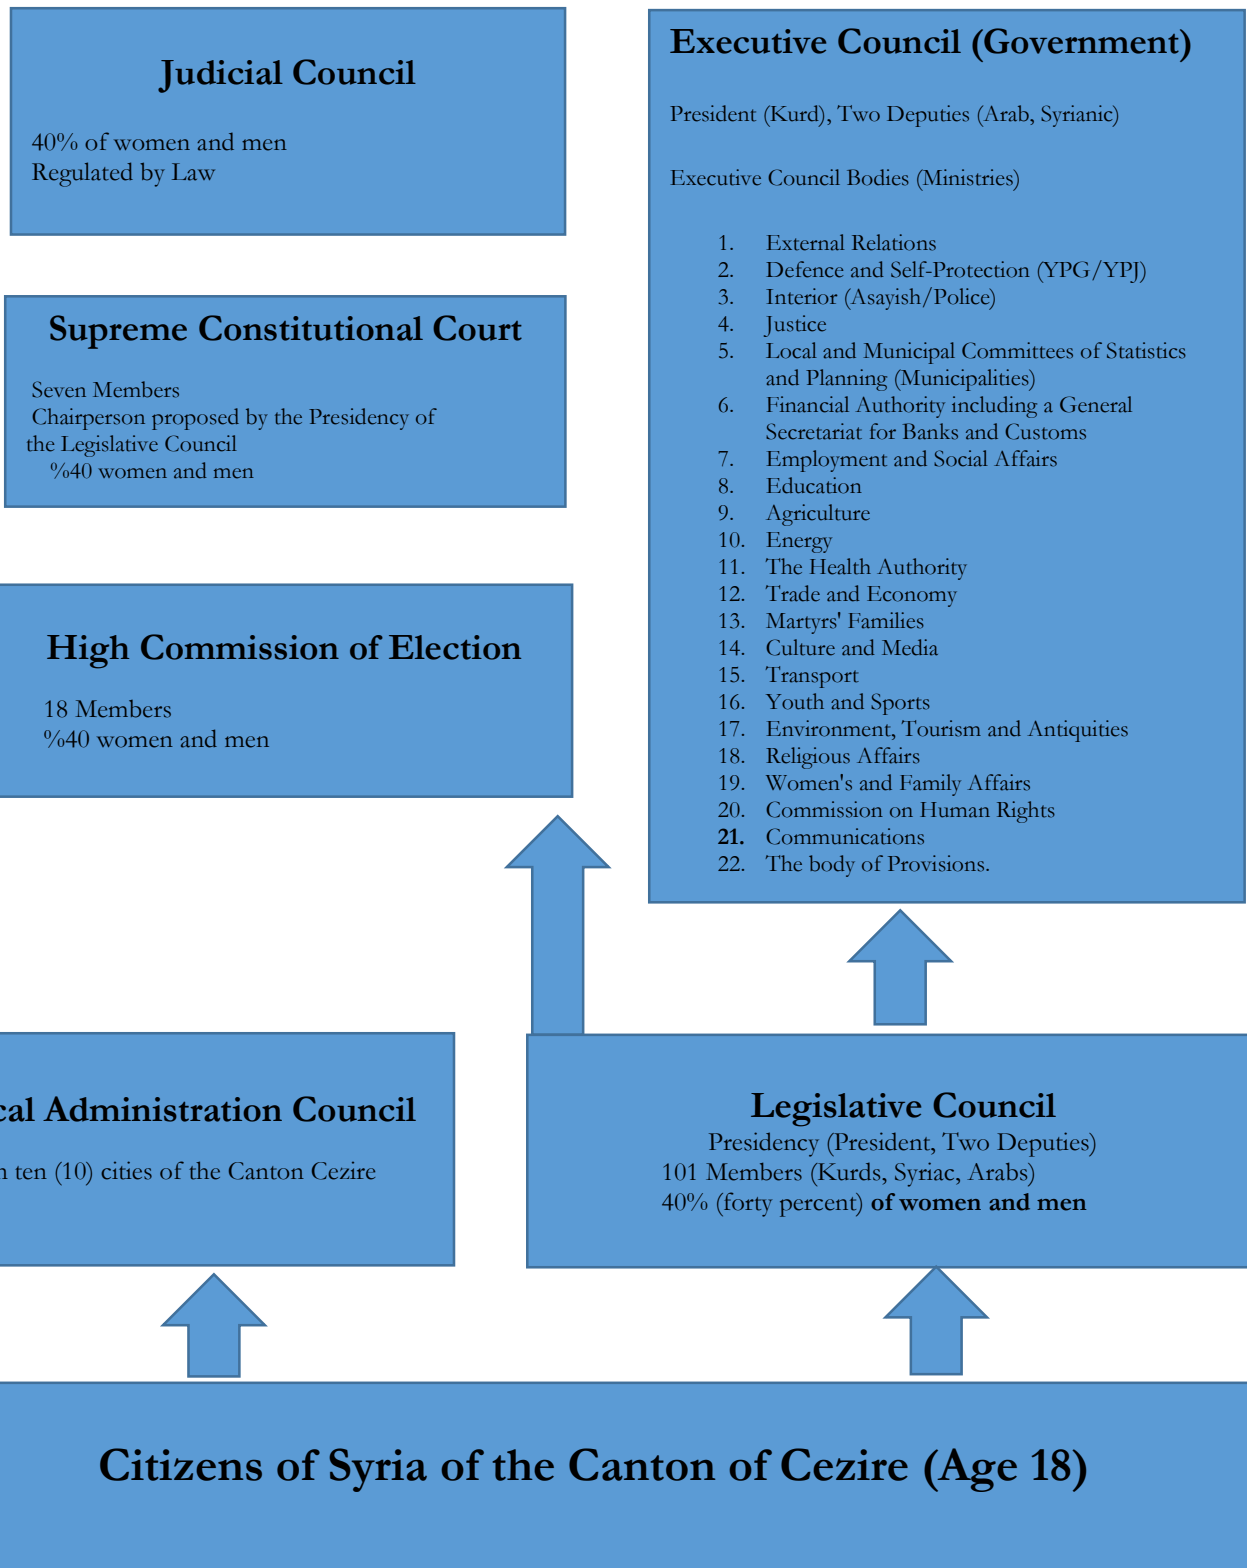 Judicial Council
40% of women and men
Regulated by Law
Supreme Constitutional Court
Seven Members
Chairperson proposed by the Presidency of
the Legislative Council
%40 women and men
High Commission of Election
18 Members
%40 women and men
Executive Council (Government)
President (Kurd), Two Deputies (Arab, Syrianic)
Executive Council Bodies (Ministries)
1. External Relations
2. Defence and Self-Protection (YPG/YPJ)
3. Interior (Asayish/Police)
4. Justice
5. Local and Municipal Committees of Statistics
and Planning (Municipalities)
6. Financial Authority including a General
Secretariat for Banks and Customs
7. Employment and Social Affairs
8. Education
9. Agriculture
10. Energy
11. The Health Authority
12. Trade and Economy
13. Martyrs' Families
14. Culture and Media
15. Transport
16. Youth and Sports
17. Environment, Tourism and Antiquities
18. Religious Affairs
19. Women's and Family Affairs
20. Commission on Human Rights
21. Communications
22. The body of Provisions.
Administration Council
ten (10) cities of the Canton Cezire
Legislative Council
Presidency (President, Two Deputies)
101 Members (Kurds, Syriac, Arabs)
40% (forty percent) of women and men
Citizens of Syria of the Canton of Cezire (Age 18)